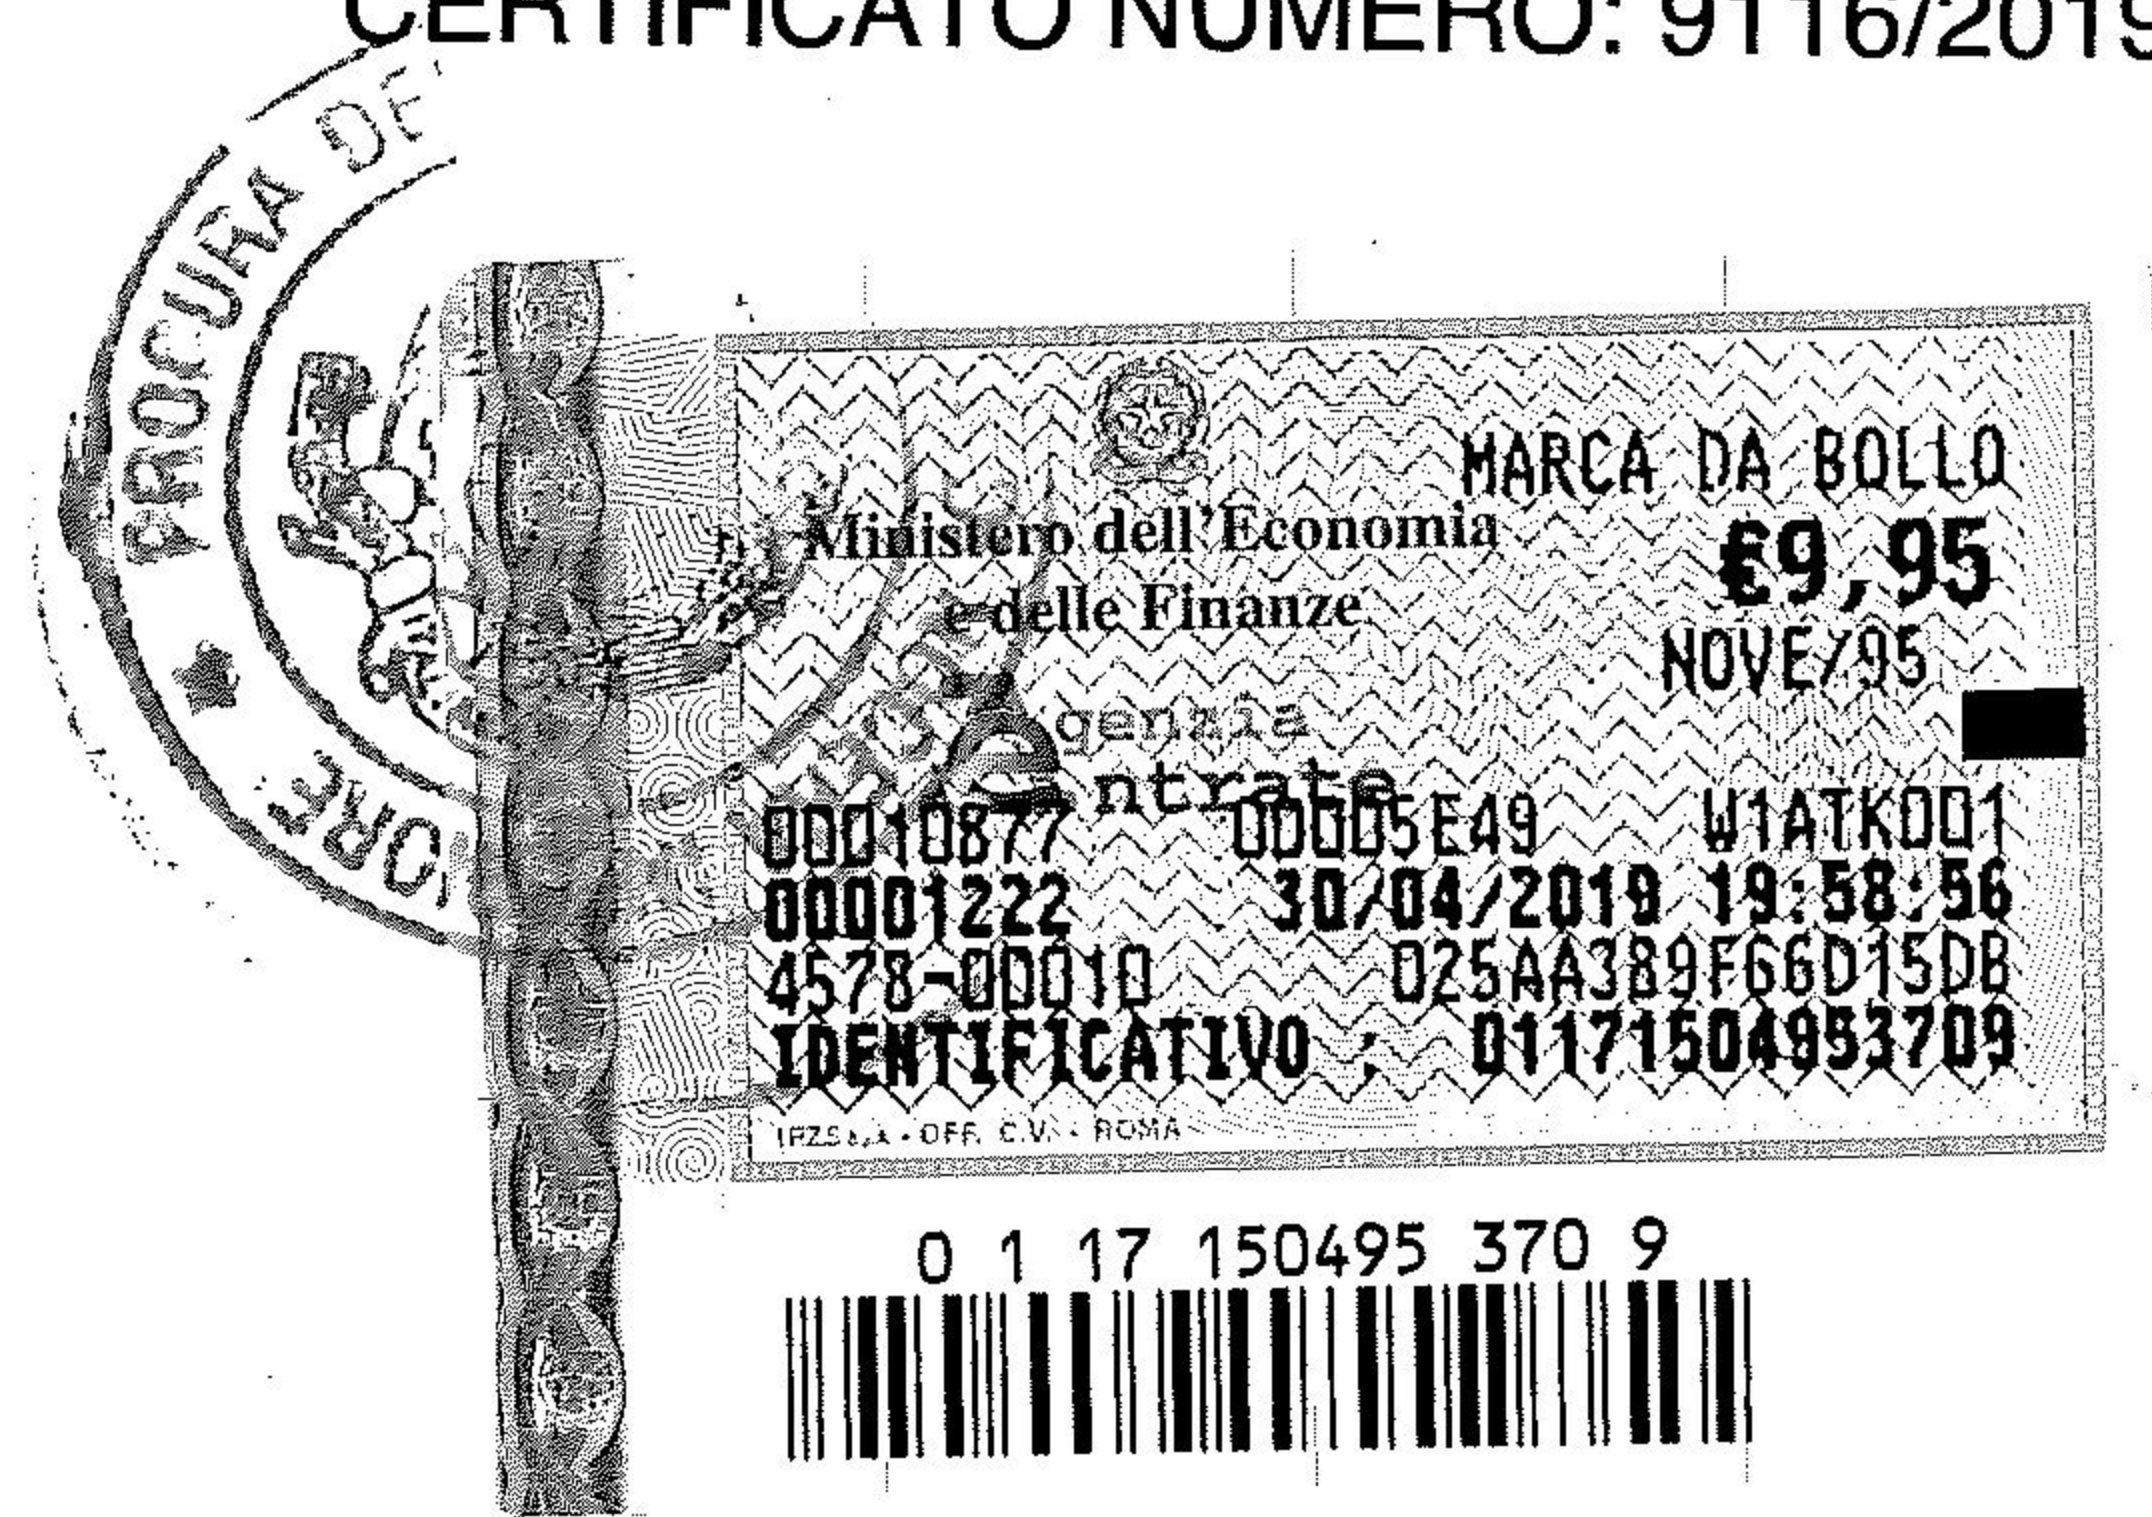 CERTIFICATO NUMERO: 9116/2019
PROCURA DE
ORE
MARCA DA BOLLO
Ministero dell'Economia
e delle Finanze
€9,95
NOVE/95
genzia
ntrate
00010877 00005E49 W1ATK001
00001222 30/04/2019 19:58:56
4578-00010 025AA389F66D15DB
IDENTIFICATIVO : 01171504953709
OFF. C.V. - ROMA
0 1 17 150495 370 9